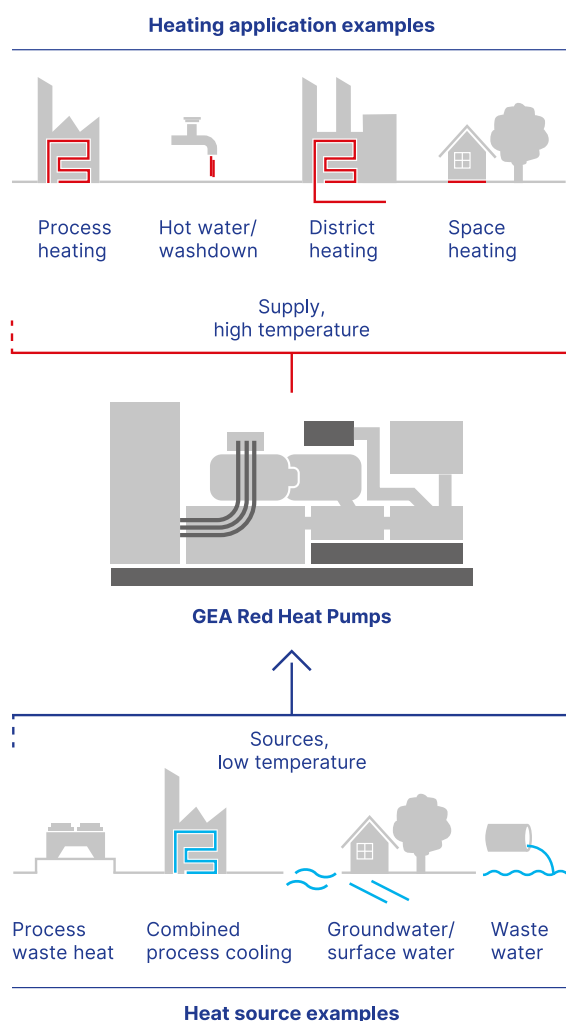 Heating application examples
Process
heating
Hot water/
washdown
District
heating
Space
heating
Supply,
high temperature
GEA Red Heat Pumps
Sources,
low temperature
Process
waste heat
Combined
process cooling
Groundwater/
surface water
Waste
water
Heat source examples